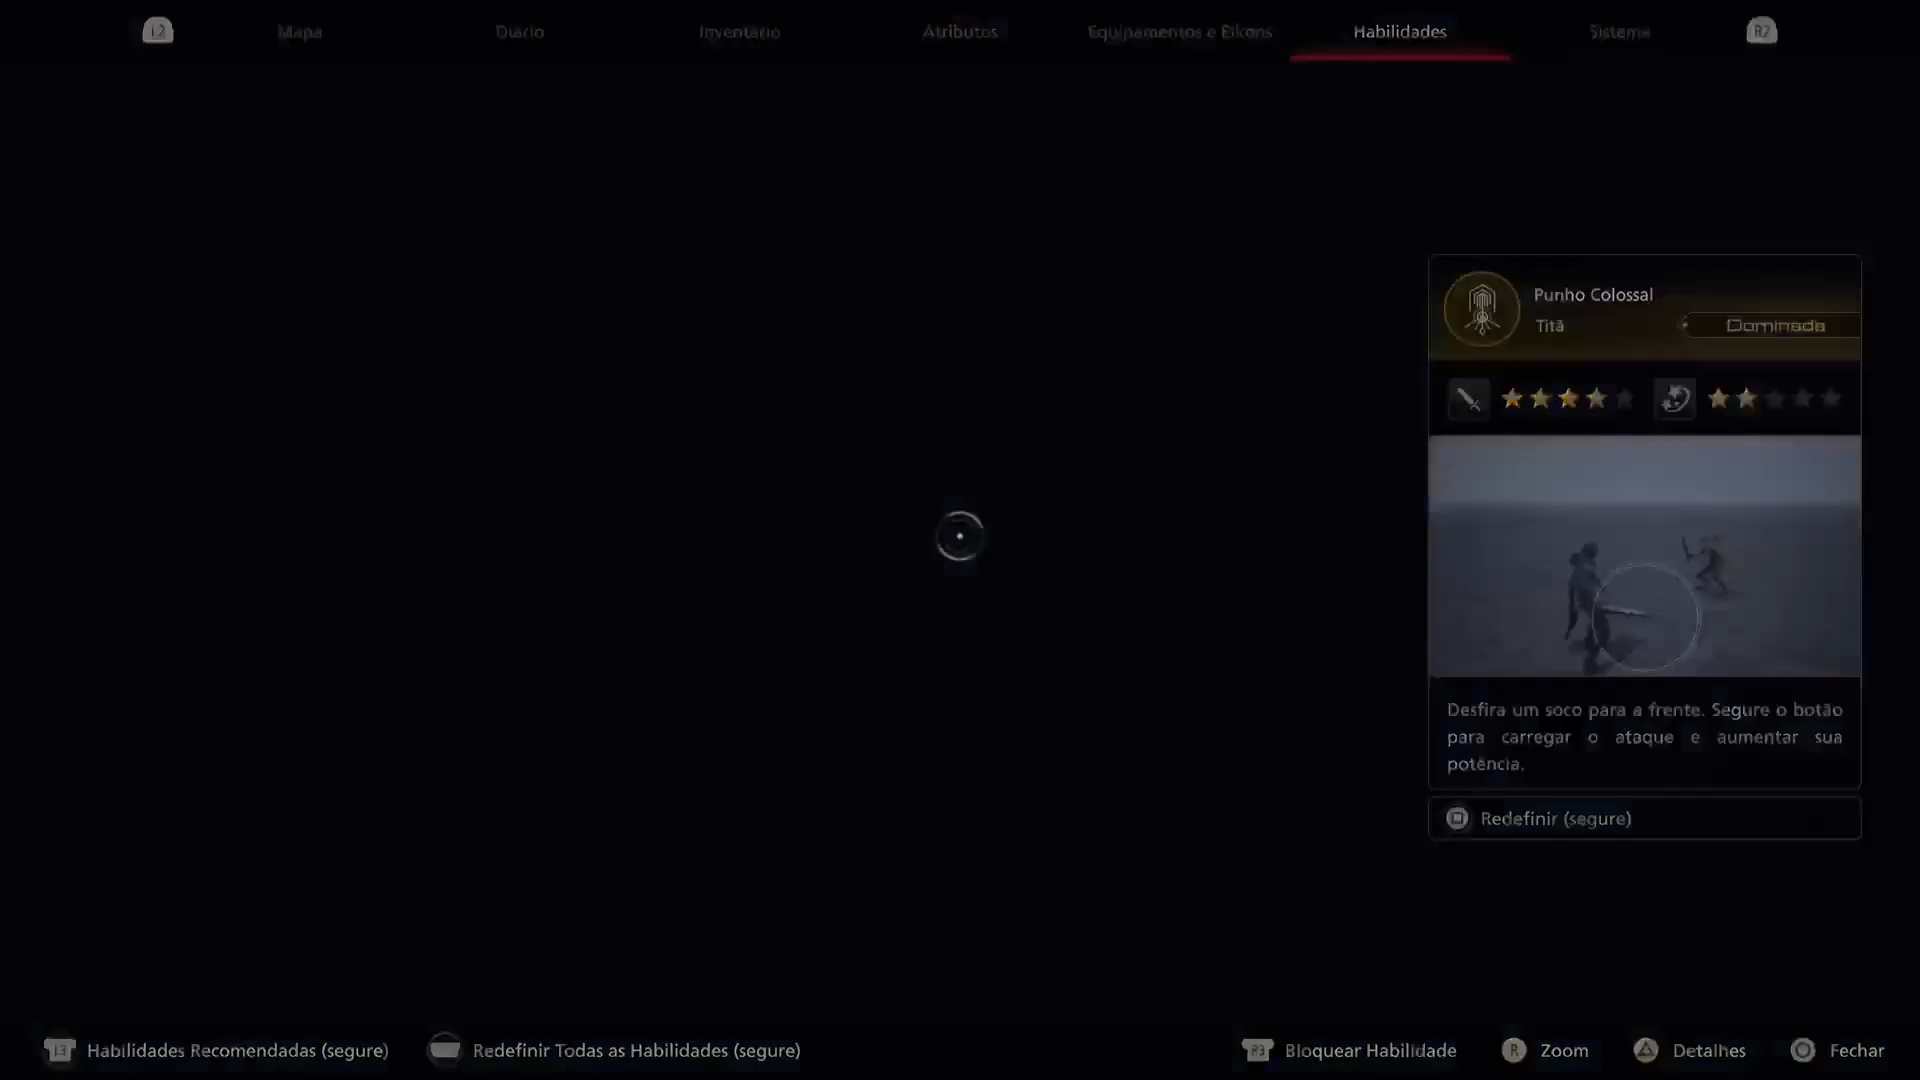 L2 Mapa Diário Inventário Atributos Equipamentos e Eikons Habilidades Sistema R2
Punho Colossal
Titã Dominada
Desfira um soco para a frente. Segure o botão
para carregar o ataque e aumentar sua
potência.
Redefinir (segure)
L3 Habilidades Recomendadas (segure) Redefinir Todas as Habilidades (segure) R3 Bloquear Habilidade R Zoom Detalhes Fechar